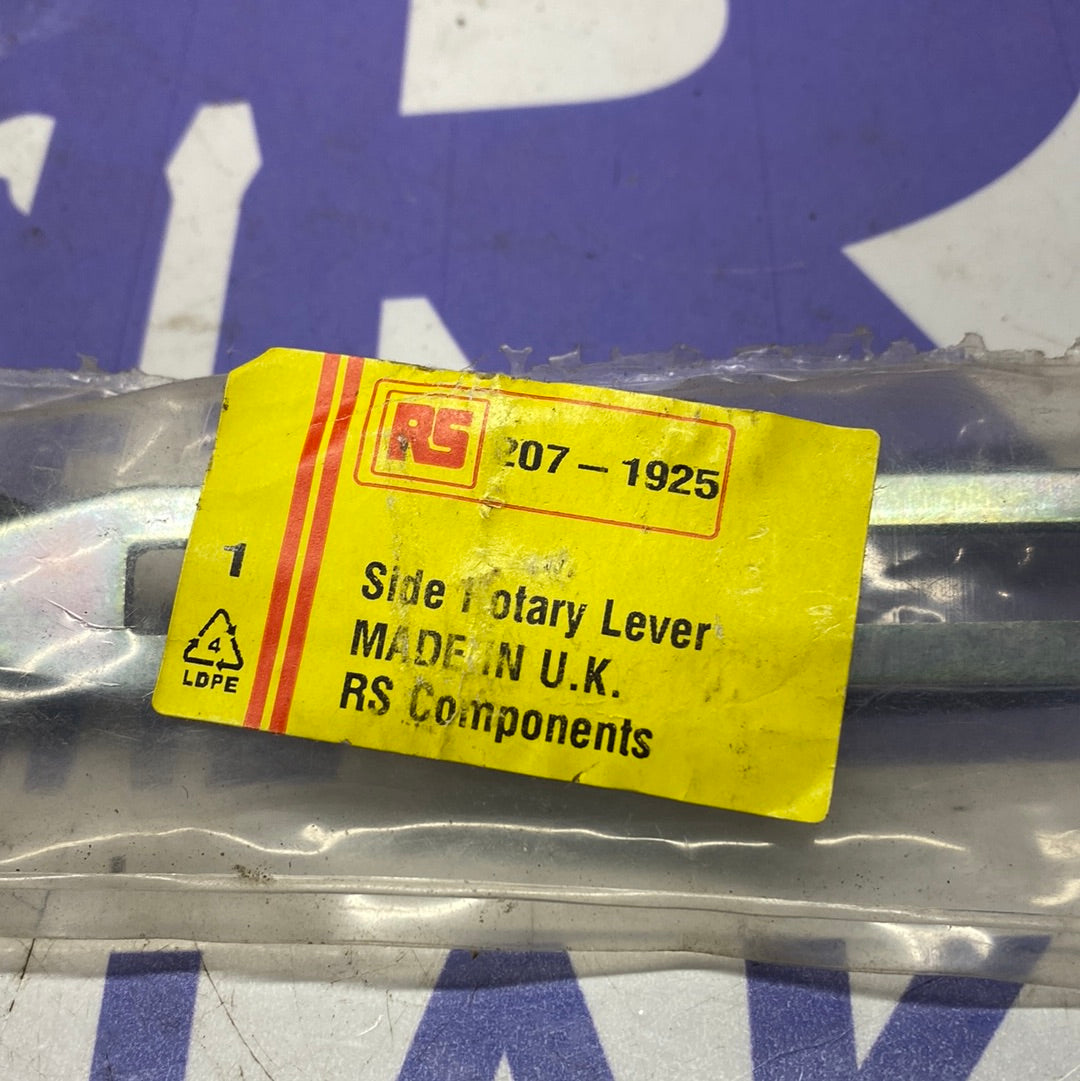 RS 207-1925
1
Side Rotary Lever
MADE IN U.K.
RS Components
4
LDPE